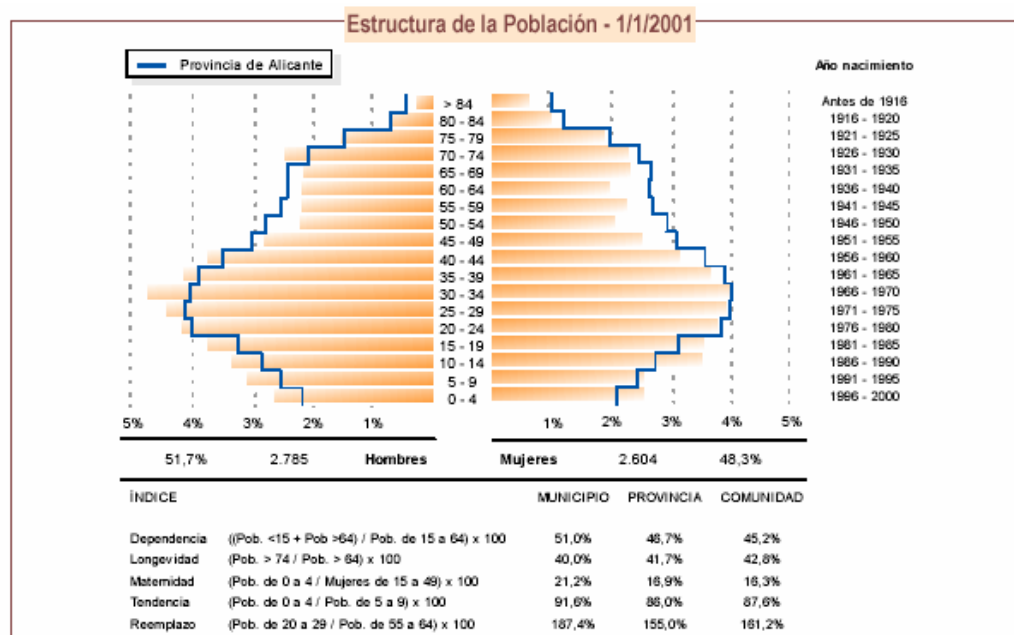 Estructura de la Población - 1/1/2001
Provincia de Alicante
Año nacimiento
> 84 Antes de 1916
80 - 84 1916 - 1920
75 - 79 1921 - 1925
70 - 74 1926 - 1930
65 - 69 1931 - 1935
60 - 64 1936 - 1940
55 - 59 1941 - 1945
50 - 54 1946 - 1950
45 - 49 1951 - 1955
40 - 44 1956 - 1960
35 - 39 1961 - 1965
30 - 34 1966 - 1970
25 - 29 1971 - 1975
20 - 24 1976 - 1980
15 - 19 1981 - 1985
10 - 14 1986 - 1990
5 - 9 1991 - 1995
0 - 4 1996 - 2000
5% 4% 3% 2% 1% 1% 2% 3% 4% 5%
51,7% 2.785 Hombres Mujeres 2.604 48,3%
ÍNDICE MUNICIPIO PROVINCIA COMUNIDAD
Dependencia ((Pob. <15 + Pob >64) / Pob. de 15 a 64) x 100 51,0% 46,7% 45,2%
Longevidad (Pob. > 74 / Pob. > 64) x 100 40,0% 41,7% 42,8%
Maternidad (Pob. de 0 a 4 / Mujeres de 15 a 49) x 100 21,2% 16,9% 16,3%
Tendencia (Pob. de 0 a 4 / Pob. de 5 a 9) x 100 91,6% 86,0% 87,6%
Reemplazo (Pob. de 20 a 29 / Pob. de 55 a 64) x 100 187,4% 155,0% 161,2%